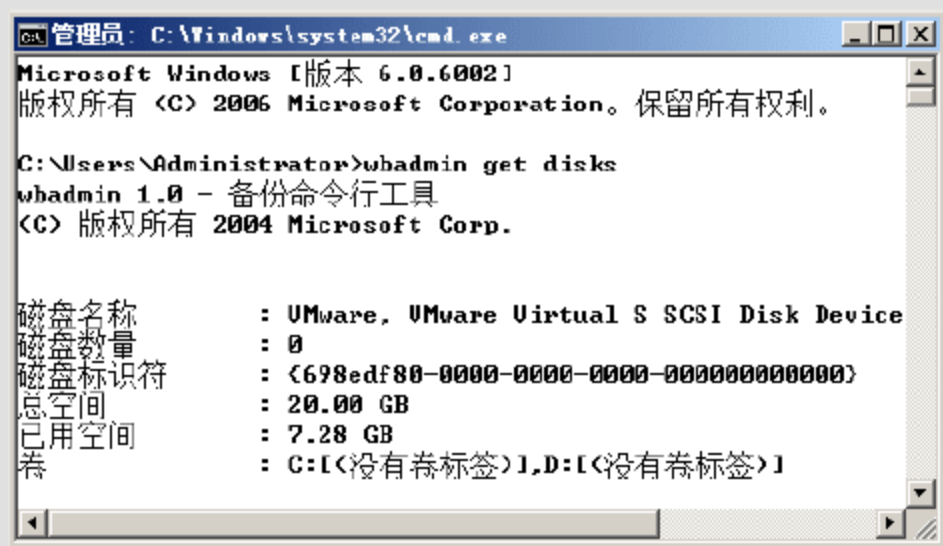 管理员: C:\Windows\system32\cmd.exe
Microsoft Windows [版本 6.0.6002]
版权所有 (C) 2006 Microsoft Corporation。保留所有权利。
C:\Users\Administrator>wbadmin get disks
wbadmin 1.0 - 备份命令行工具
(C) 版权所有 2004 Microsoft Corp.
磁盘名称 : VMware, VMware Virtual S SCSI Disk Device
磁盘数量 : 0
磁盘标识符 : {698edf80-0000-0000-0000-000000000000}
总空间 : 20.00 GB
已用空间 : 7.28 GB
卷 : C:[(没有卷标签)],D:[(没有卷标签)]